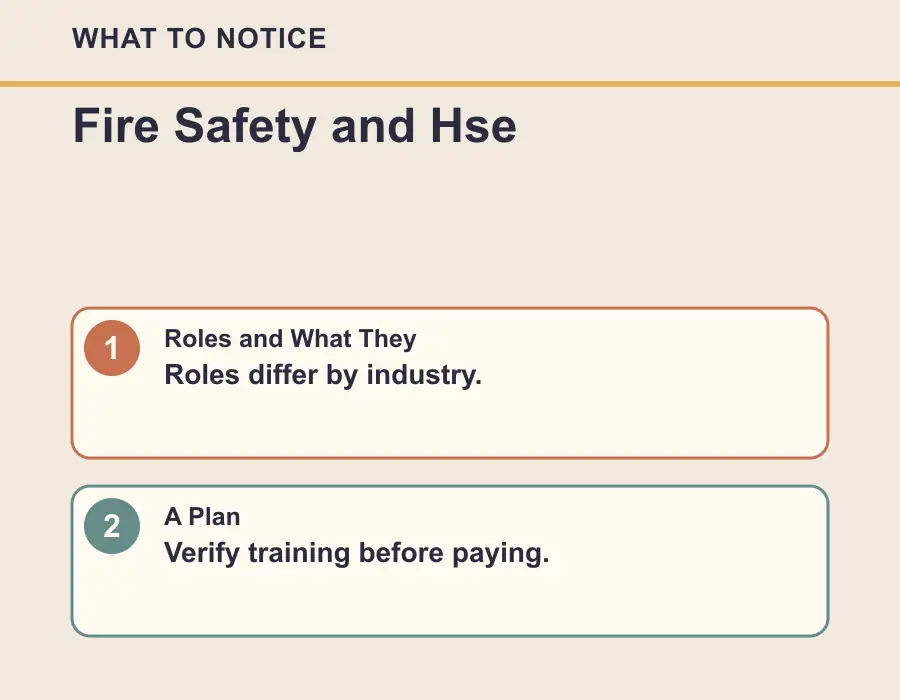 WHAT TO NOTICE
Fire Safety and Hse
1
Roles and What They
Roles differ by industry.
2
A Plan
Verify training before paying.